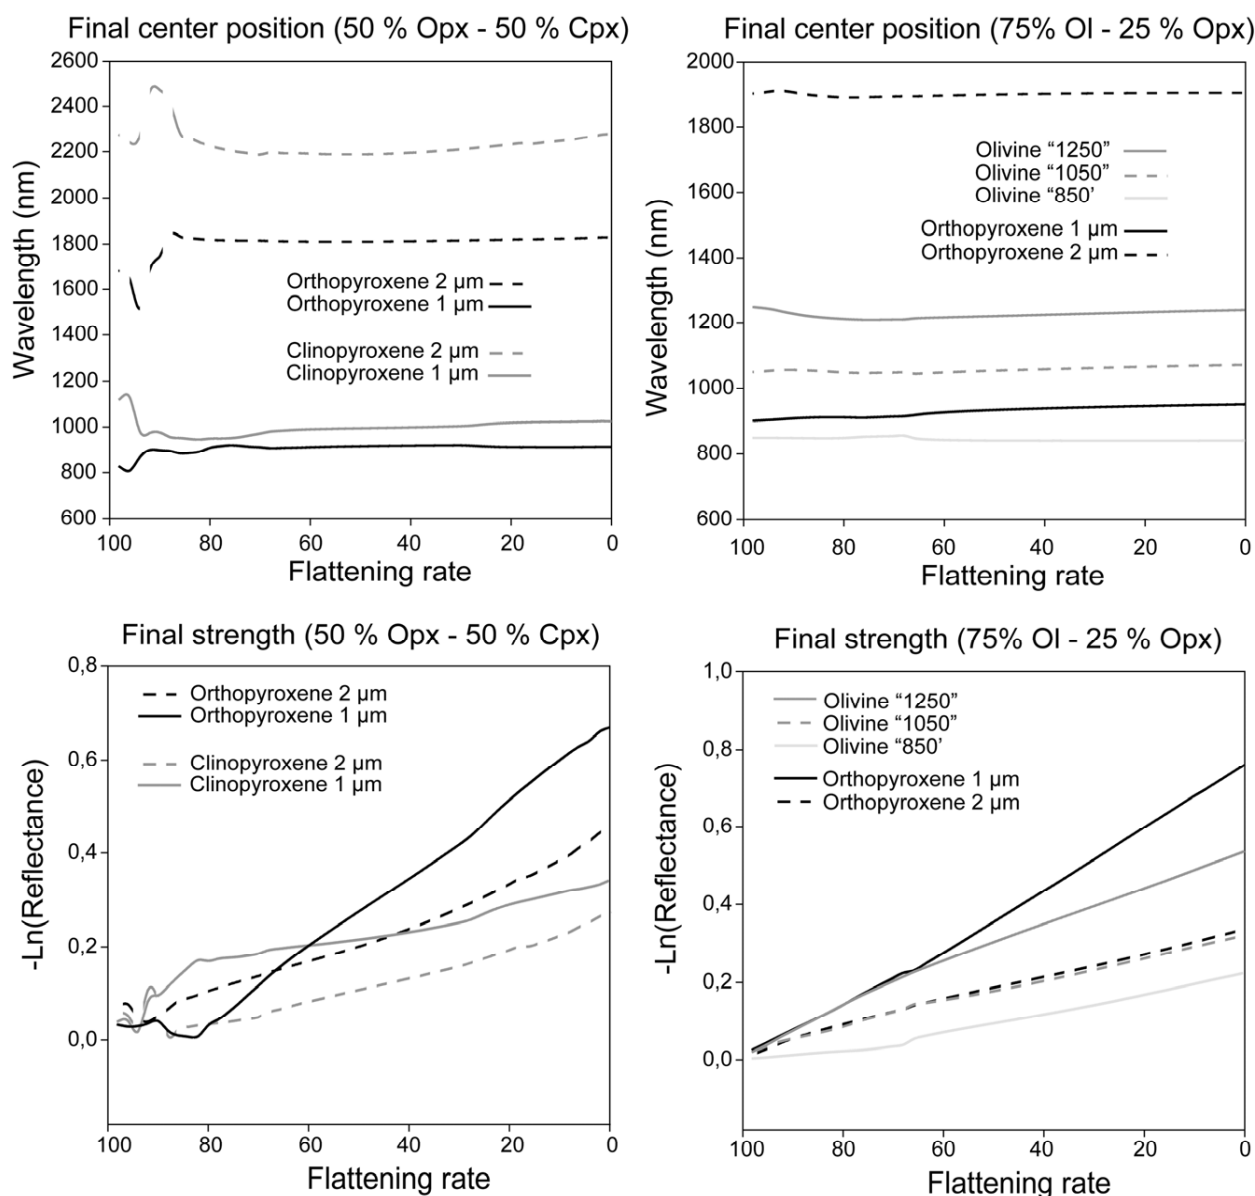 Final center position (50 % Opx - 50 % Cpx)
2600
2400
2200
2000
1800
1600
1400
1200
1000
800
600
Wavelength (nm)
Orthopyroxene 2 µm
Orthopyroxene 1 µm
Clinopyroxene 2 µm
Clinopyroxene 1 µm
100 80 60 40 20 0
Flattening rate
Final center position (75% Ol - 25 % Opx)
2000
1800
1600
1400
1200
1000
800
600
Wavelength (nm)
Olivine “1250”
Olivine “1050”
Olivine “850’
Orthopyroxene 1 µm
Orthopyroxene 2 µm
100 80 60 40 20 0
Flattening rate
Final strength (50 % Opx - 50 % Cpx)
0,8
0,6
0,4
0,2
0,0
-Ln(Reflectance)
Orthopyroxene 2 µm
Orthopyroxene 1 µm
Clinopyroxene 2 µm
Clinopyroxene 1 µm
100 80 60 40 20 0
Flattening rate
Final strength (75% Ol - 25 % Opx)
1,0
0,8
0,6
0,4
0,2
0,0
-Ln(Reflectance)
Olivine “1250”
Olivine “1050”
Olivine “850’
Orthopyroxene 1 µm
Orthopyroxene 2 µm
100 80 60 40 20 0
Flattening rate